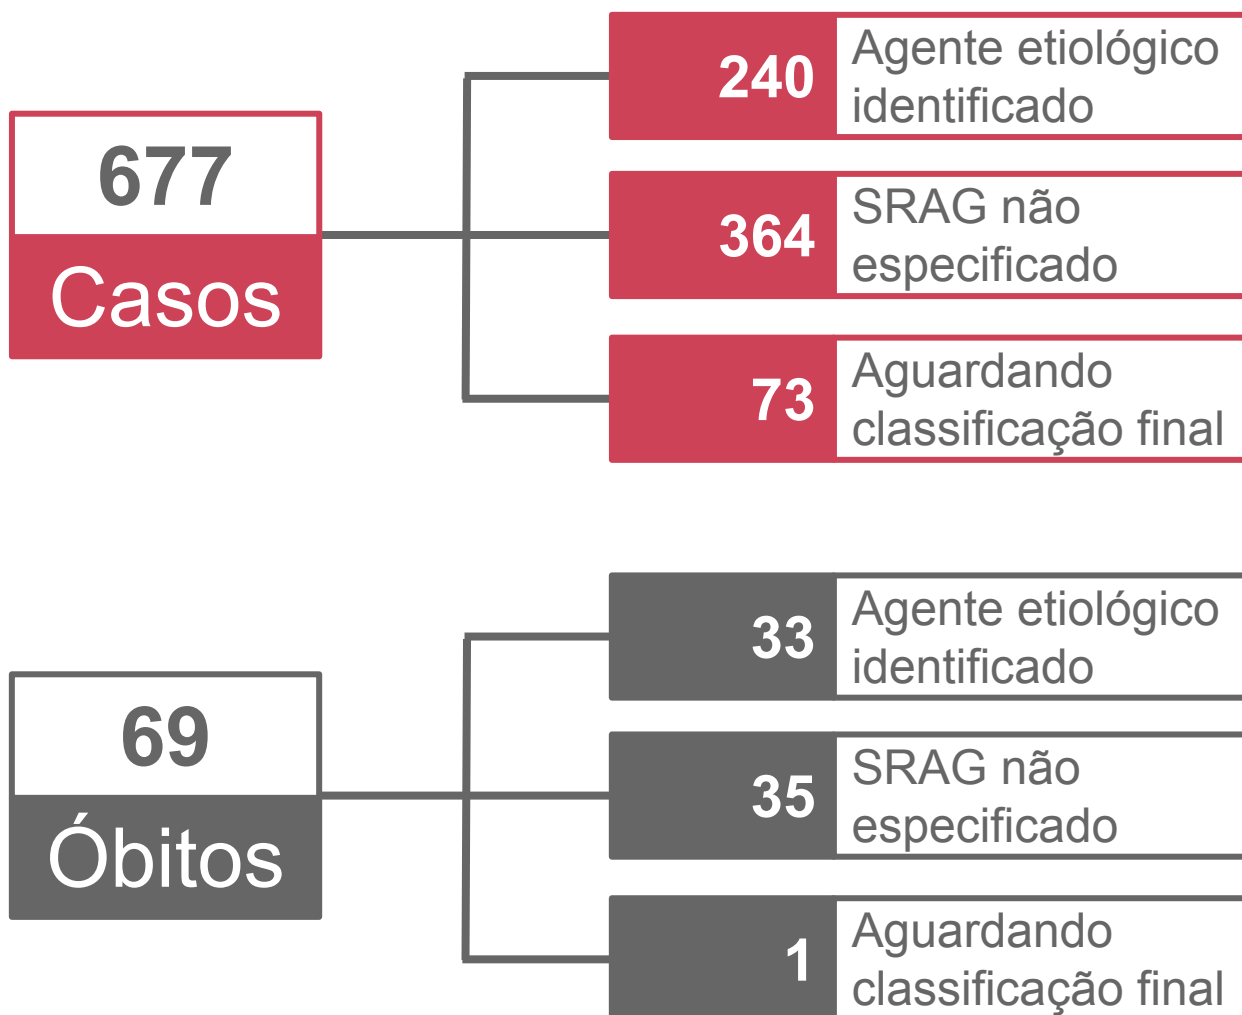 677
Casos
240
Agente etiológico
identificado
364
SRAG não
especificado
73
Aguardando
classificação final
69
Óbitos
33
Agente etiológico
identificado
35
SRAG não
especificado
1
Aguardando
classificação final